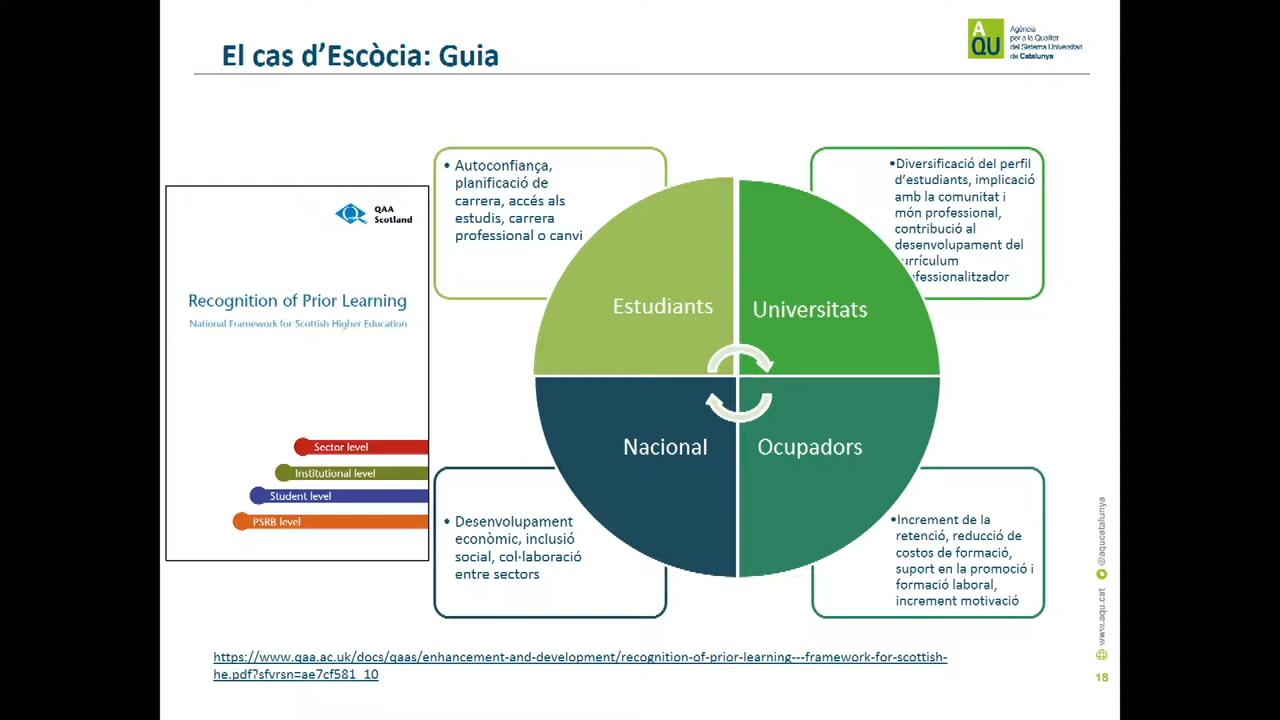 El cas d'Escòcia: Guia
AQU
Agència
per a la Qualitat
del Sistema Universitari
de Catalunya
QAA
Scotland
Recognition of Prior Learning
National Framework for Scottish Higher Education
Sector level
Institutional level
Student level
PSRB level
• Autoconfiança,
planificació de
carrera, accés als
estudis, carrera
professional o canvi
•Diversificació del perfil
d'estudiants, implicació
amb la comunitat i
món professional,
contribució al
desenvolupament del
urrículum
ofessionalitzador
Estudiants
Universitats
Nacional
Ocupadors
• Desenvolupament
econòmic, inclusió
social, col·laboració
entre sectors
•Increment de la
retenció, reducció de
costos de formació,
suport en la promoció i
formació laboral,
increment motivació
https://www.qaa.ac.uk/docs/qaas/enhancement-and-development/recognition-of-prior-learning---framework-for-scottish-
he.pdf?sfvrsn=ae7cf581_10
www.aqu.cat
@aqucatalunya
18